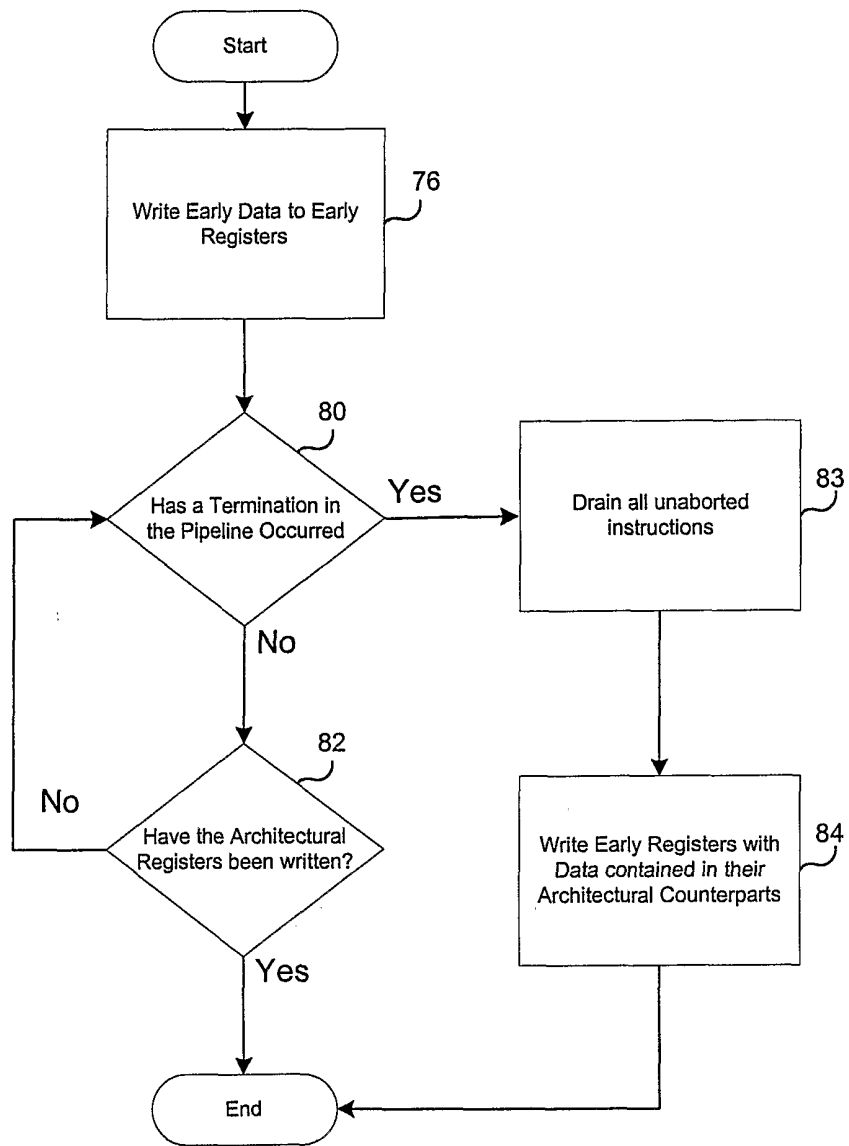 Start
76
Write Early Data to Early
Registers
80
Has a Termination in
the Pipeline Occurred
Yes
83
Drain all unaborted
instructions
No
82
Have the Architectural
Registers been written?
No
84
Write Early Registers with
Data contained in their
Architectural Counterparts
Yes
End